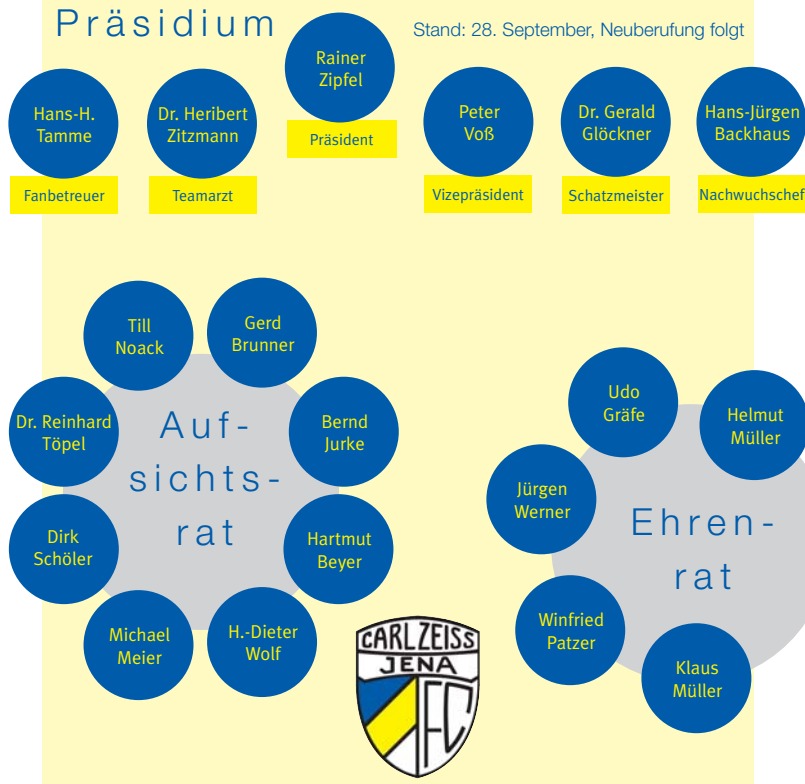 Präsidium
Stand: 28. September, Neuberufung folgt
Hans-H.
Tamme
Fanbetreuer
Dr. Heribert
Zitzmann
Teamarzt
Rainer
Zipfel
Präsident
Peter
Voß
Vizepräsident
Dr. Gerald
Glöckner
Schatzmeister
Hans-Jürgen
Backhaus
Nachwuchschef
Auf-
sichts-
rat
Till
Noack
Gerd
Brunner
Dr. Reinhard
Töpel
Bernd
Jurke
Dirk
Schöler
Hartmut
Beyer
Michael
Meier
H.-Dieter
Wolf
Ehren-
rat
Udo
Gräfe
Helmut
Müller
Jürgen
Werner
Winfried
Patzer
Klaus
Müller
CARL ZEISS
JENA
FC